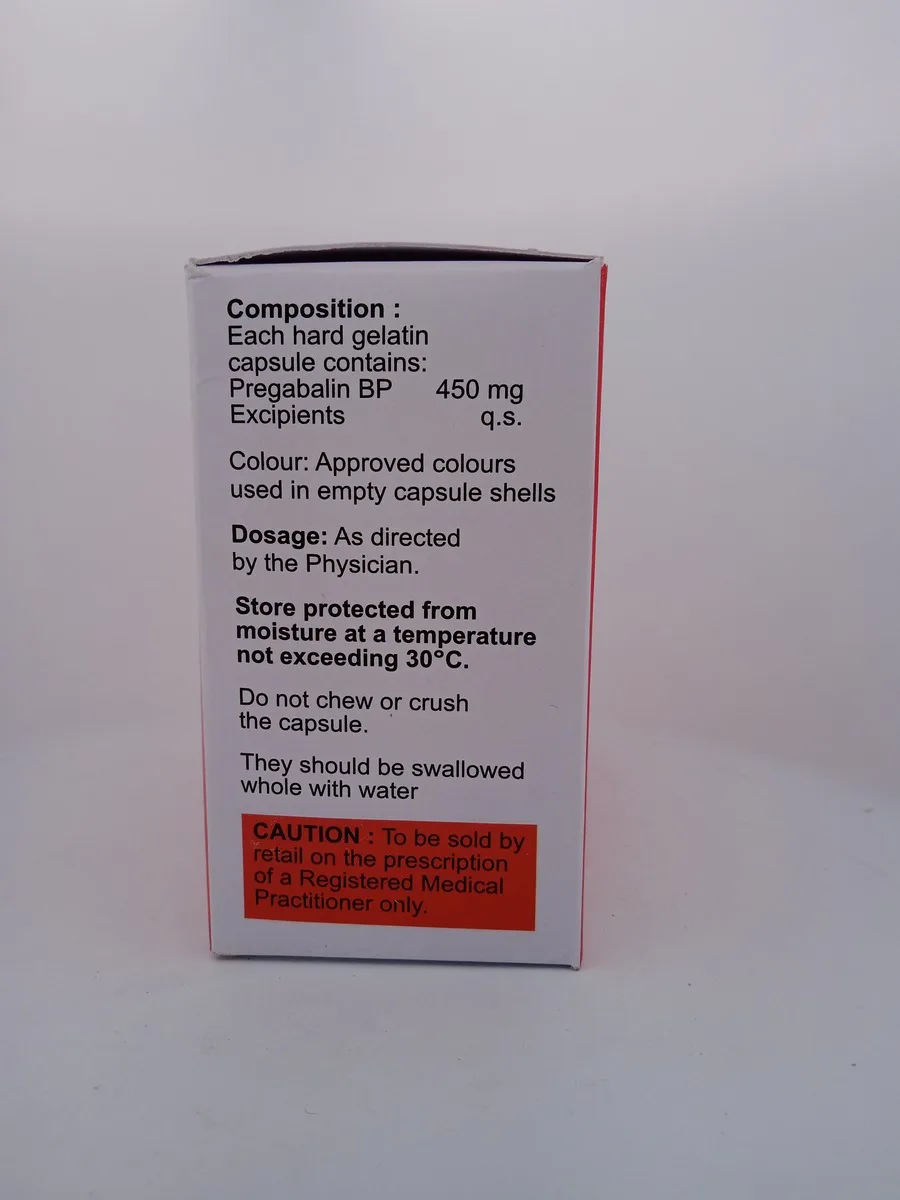 Composition :
Each hard gelatin
capsule contains:
Pregabalin BP 450 mg
Excipients q.s.
Colour: Approved colours
used in empty capsule shells
Dosage: As directed
by the Physician.
Store protected from
moisture at a temperature
not exceeding 30°C.
Do not chew or crush
the capsule.
They should be swallowed
whole with water
CAUTION : To be sold by
retail on the prescription
of a Registered Medical
Practitioner only.